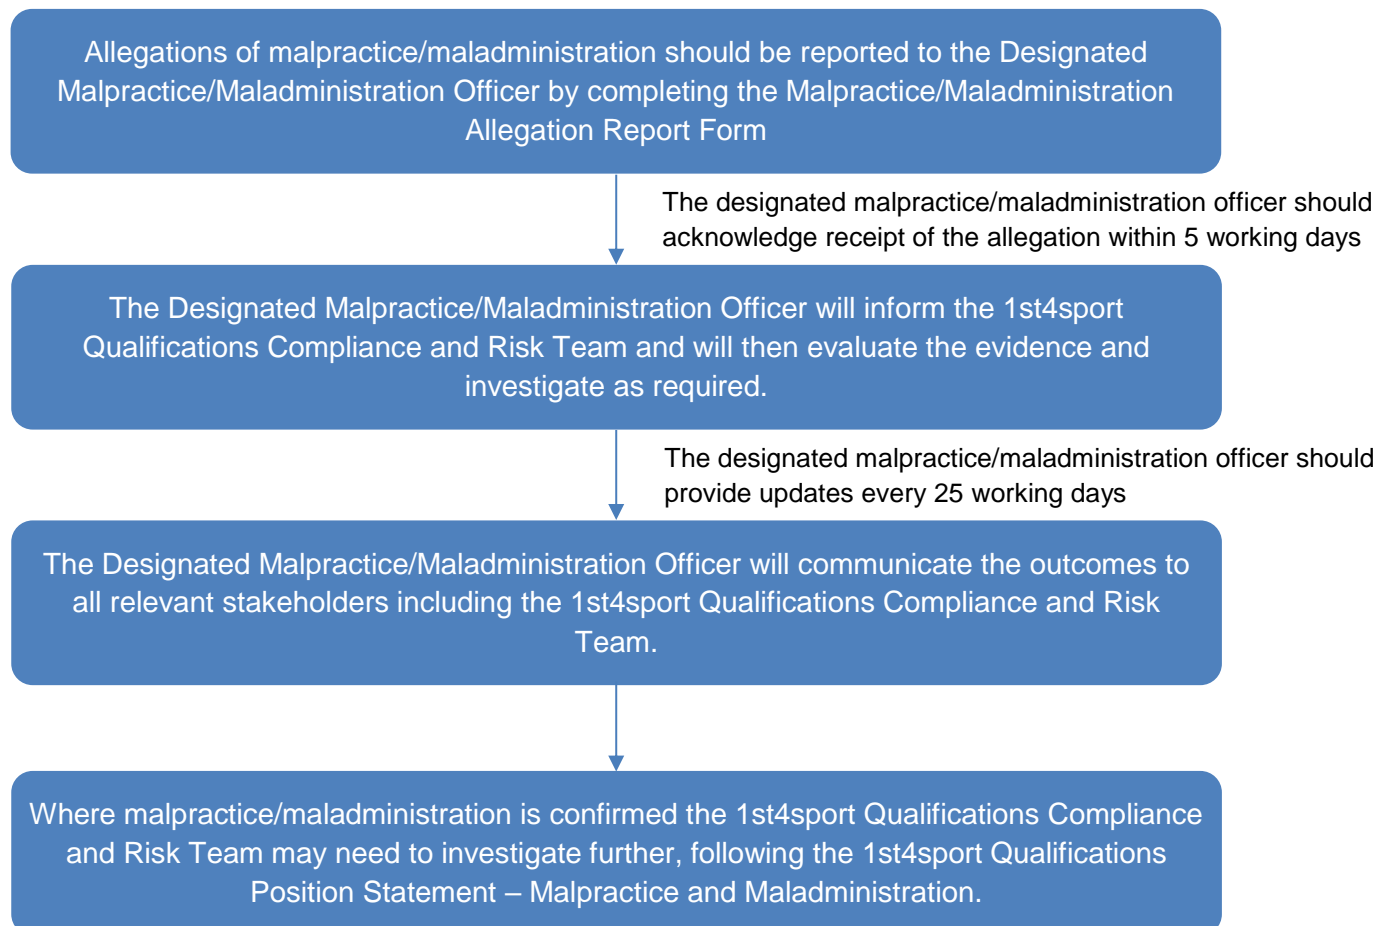 Allegations of malpractice/maladministration should be reported to the Designated
Malpractice/Maladministration Officer by completing the Malpractice/Maladministration
Allegation Report Form
The designated malpractice/maladministration officer should
acknowledge receipt of the allegation within 5 working days
The Designated Malpractice/Maladministration Officer will inform the 1st4sport
Qualifications Compliance and Risk Team and will then evaluate the evidence and
investigate as required.
The designated malpractice/maladministration officer should
provide updates every 25 working days
The Designated Malpractice/Maladministration Officer will communicate the outcomes to
all relevant stakeholders including the 1st4sport Qualifications Compliance and Risk
Team.
Where malpractice/maladministration is confirmed the 1st4sport Qualifications Compliance
and Risk Team may need to investigate further, following the 1st4sport Qualifications
Position Statement – Malpractice and Maladministration.